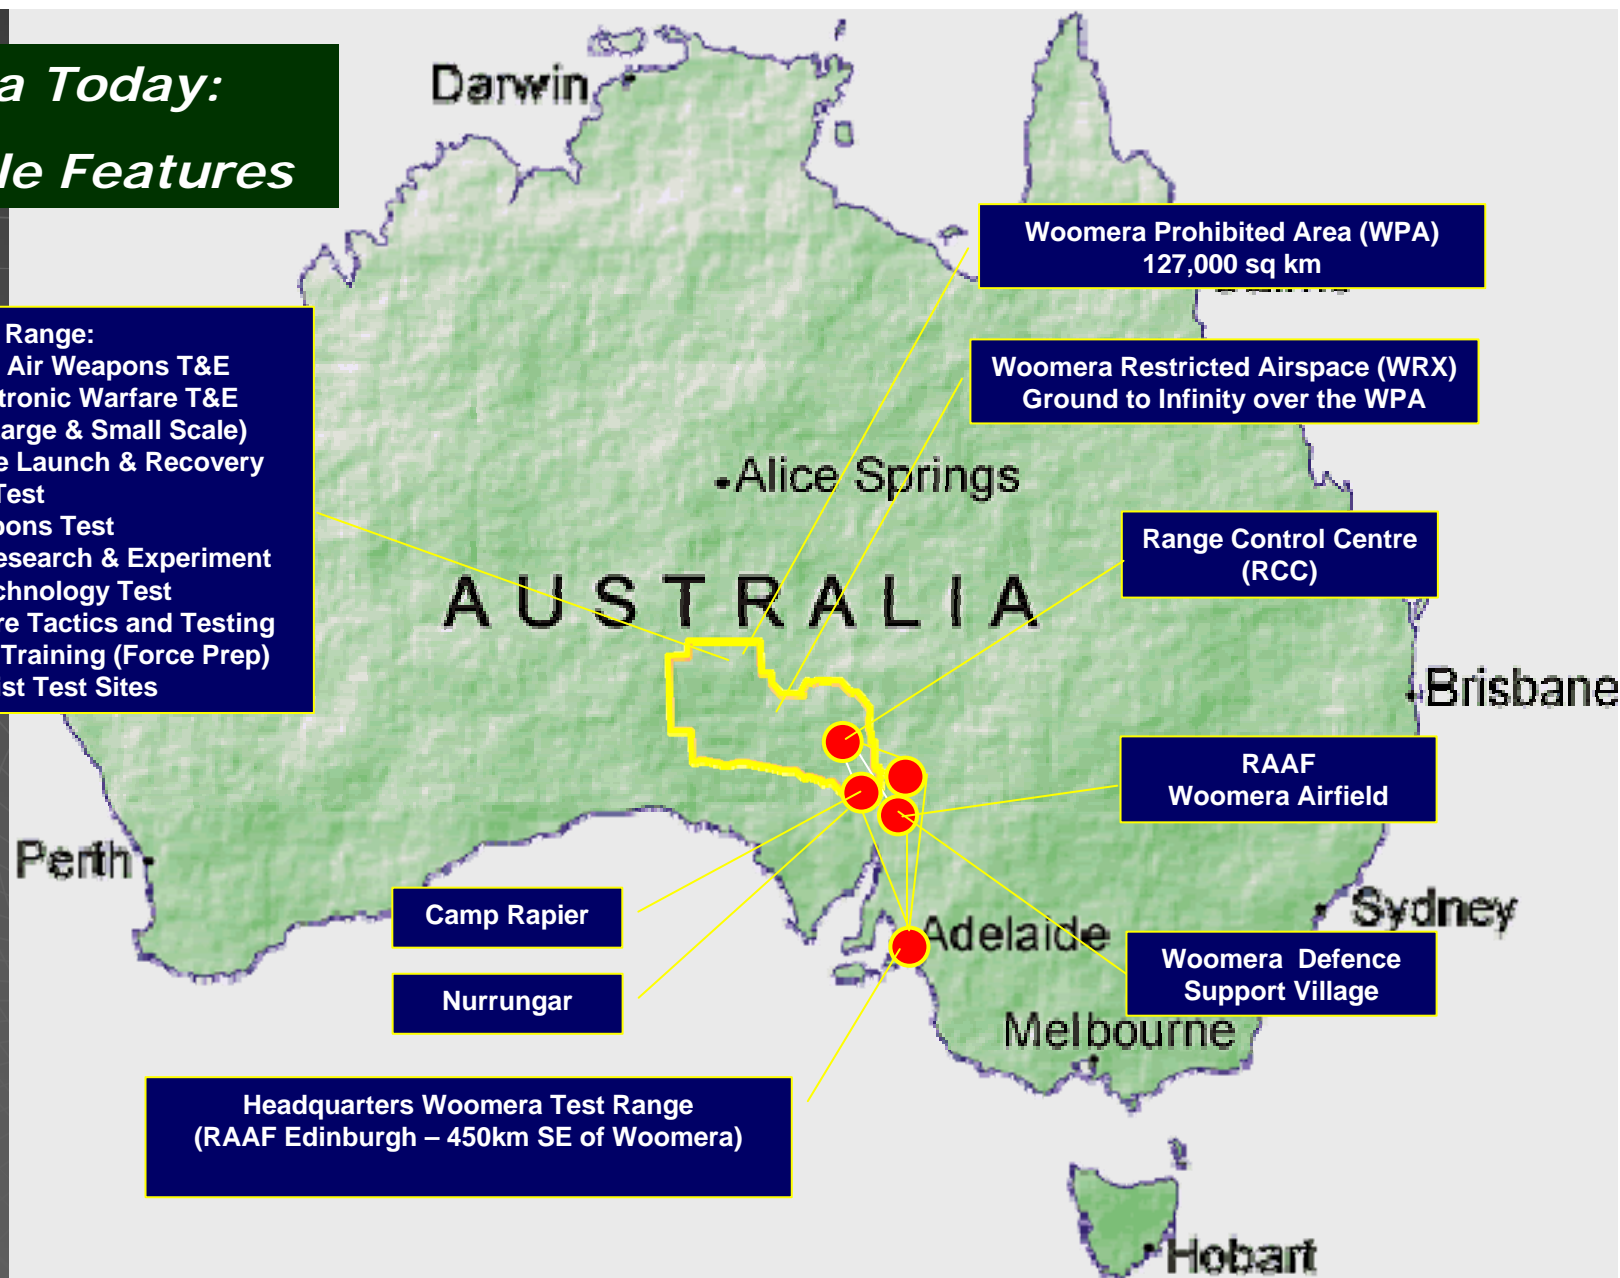 a Today:
le Features
Darwin
Woomera Prohibited Area (WPA)
127,000 sq km
Range:
Air Weapons T&E
tronic Warfare T&E
arge & Small Scale)
e Launch & Recovery
Test
pons Test
esearch & Experiment
chnology Test
re Tactics and Testing
Training (Force Prep)
ist Test Sites
Woomera Restricted Airspace (WRX)
Ground to Infinity over the WPA
Alice Springs
Range Control Centre
(RCC)
AUSTRALIA
Brisbane
RAAF
Woomera Airfield
Perth
Camp Rapier
Sydney
Adelaide
Woomera Defence
Support Village
Nurrungar
Melbourne
Headquarters Woomera Test Range
(RAAF Edinburgh – 450km SE of Woomera)
Hobart